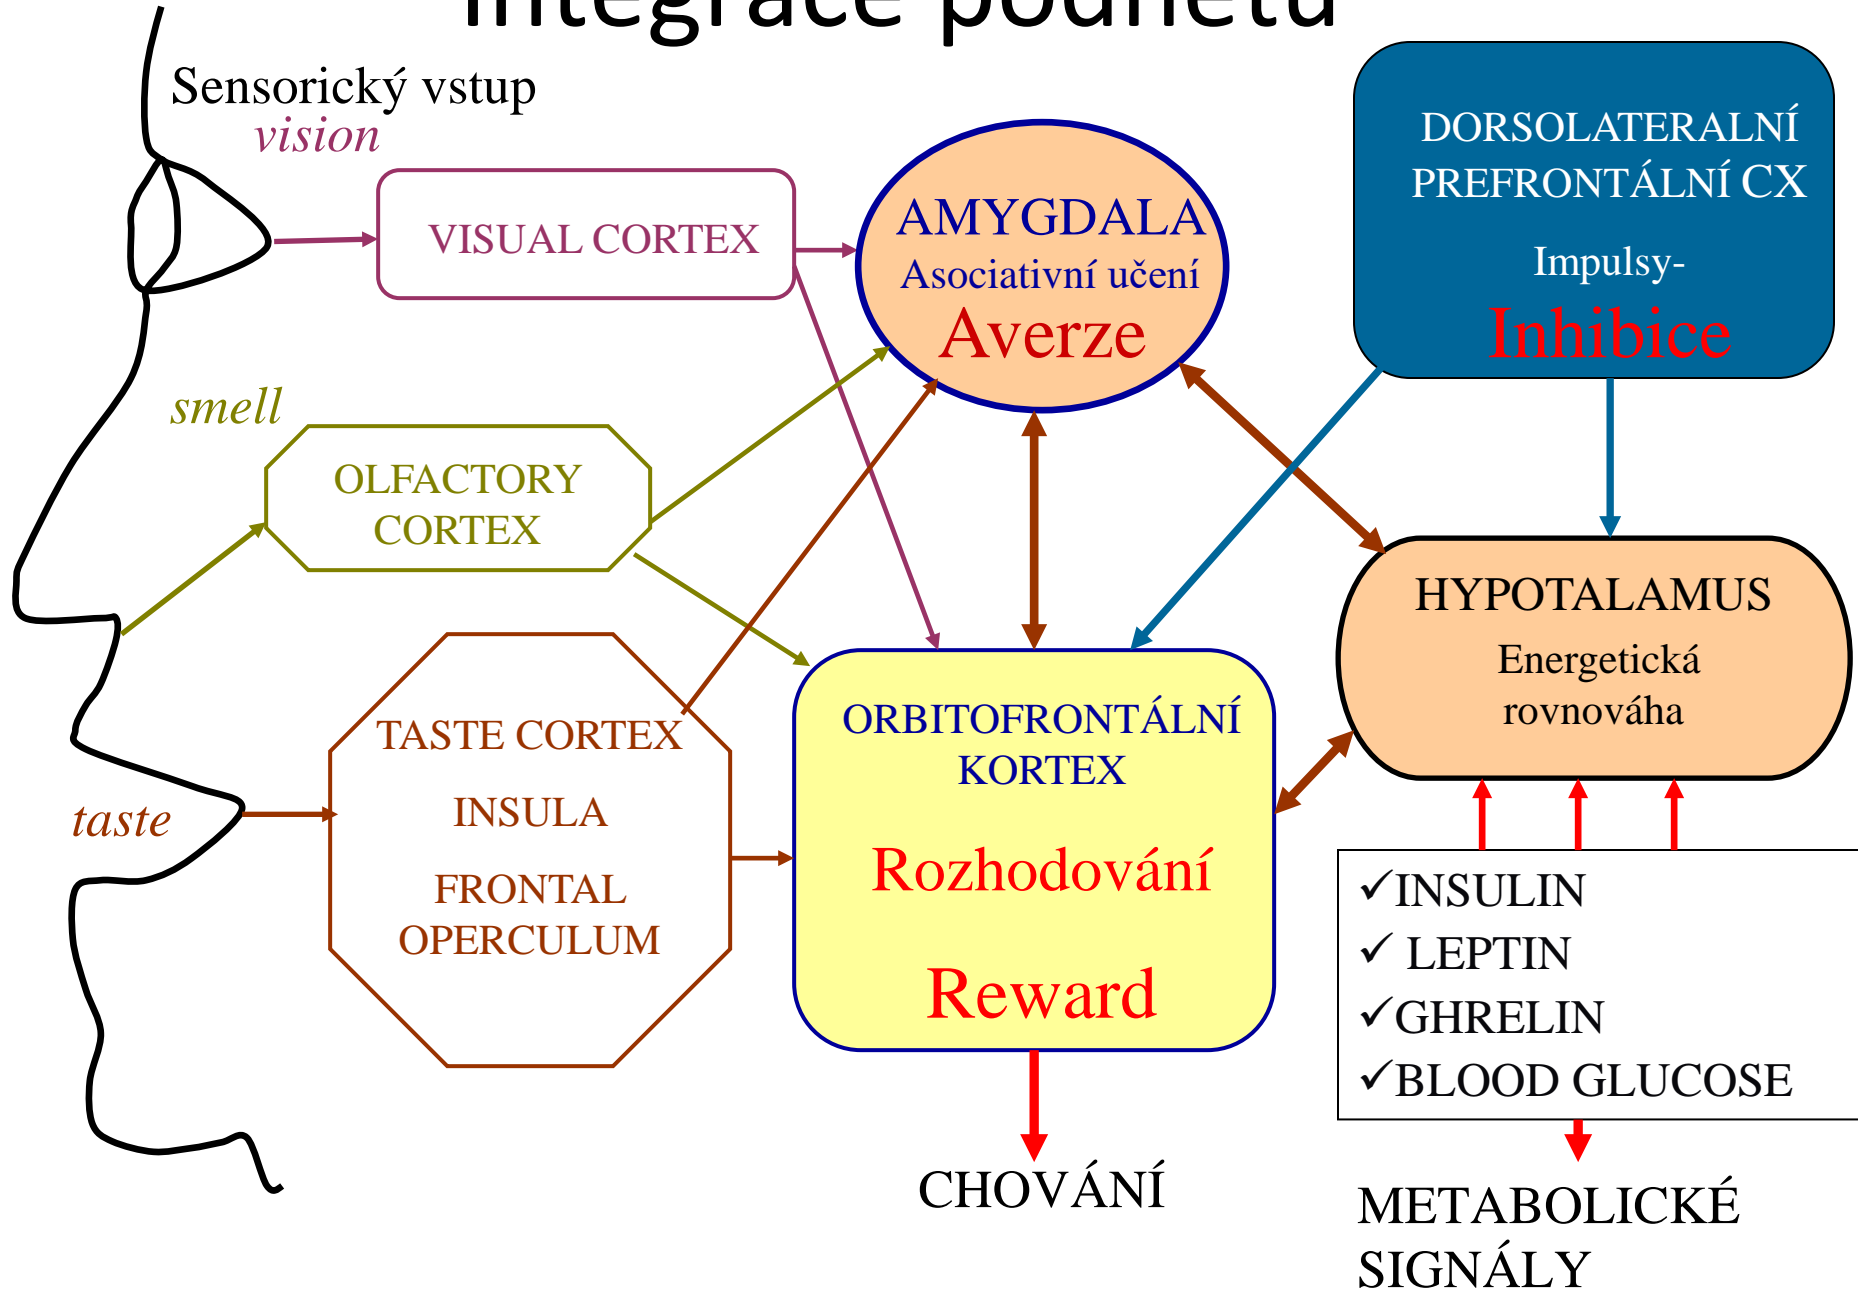 Integrace podnětů
Sensorický vstup
vision
VISUAL CORTEX
smell
OLFACTORY
CORTEX
taste
TASTE CORTEX
INSULA
FRONTAL
OPERCULUM
AMYGDALA
Asociativní učení
Averze
ORBITOFRONTÁLNÍ
KORTEX
Rozhodování
Reward
CHOVÁNÍ
DORSOLATERALNÍ
PREFRONTÁLNÍ CX
Impulsy-
Inhibice
HYPOTALAMUS
Energetická
rovnováha
✓INSULIN
✓ LEPTIN
✓GHRELIN
✓BLOOD GLUCOSE
METABOLICKÉ
SIGNÁLY